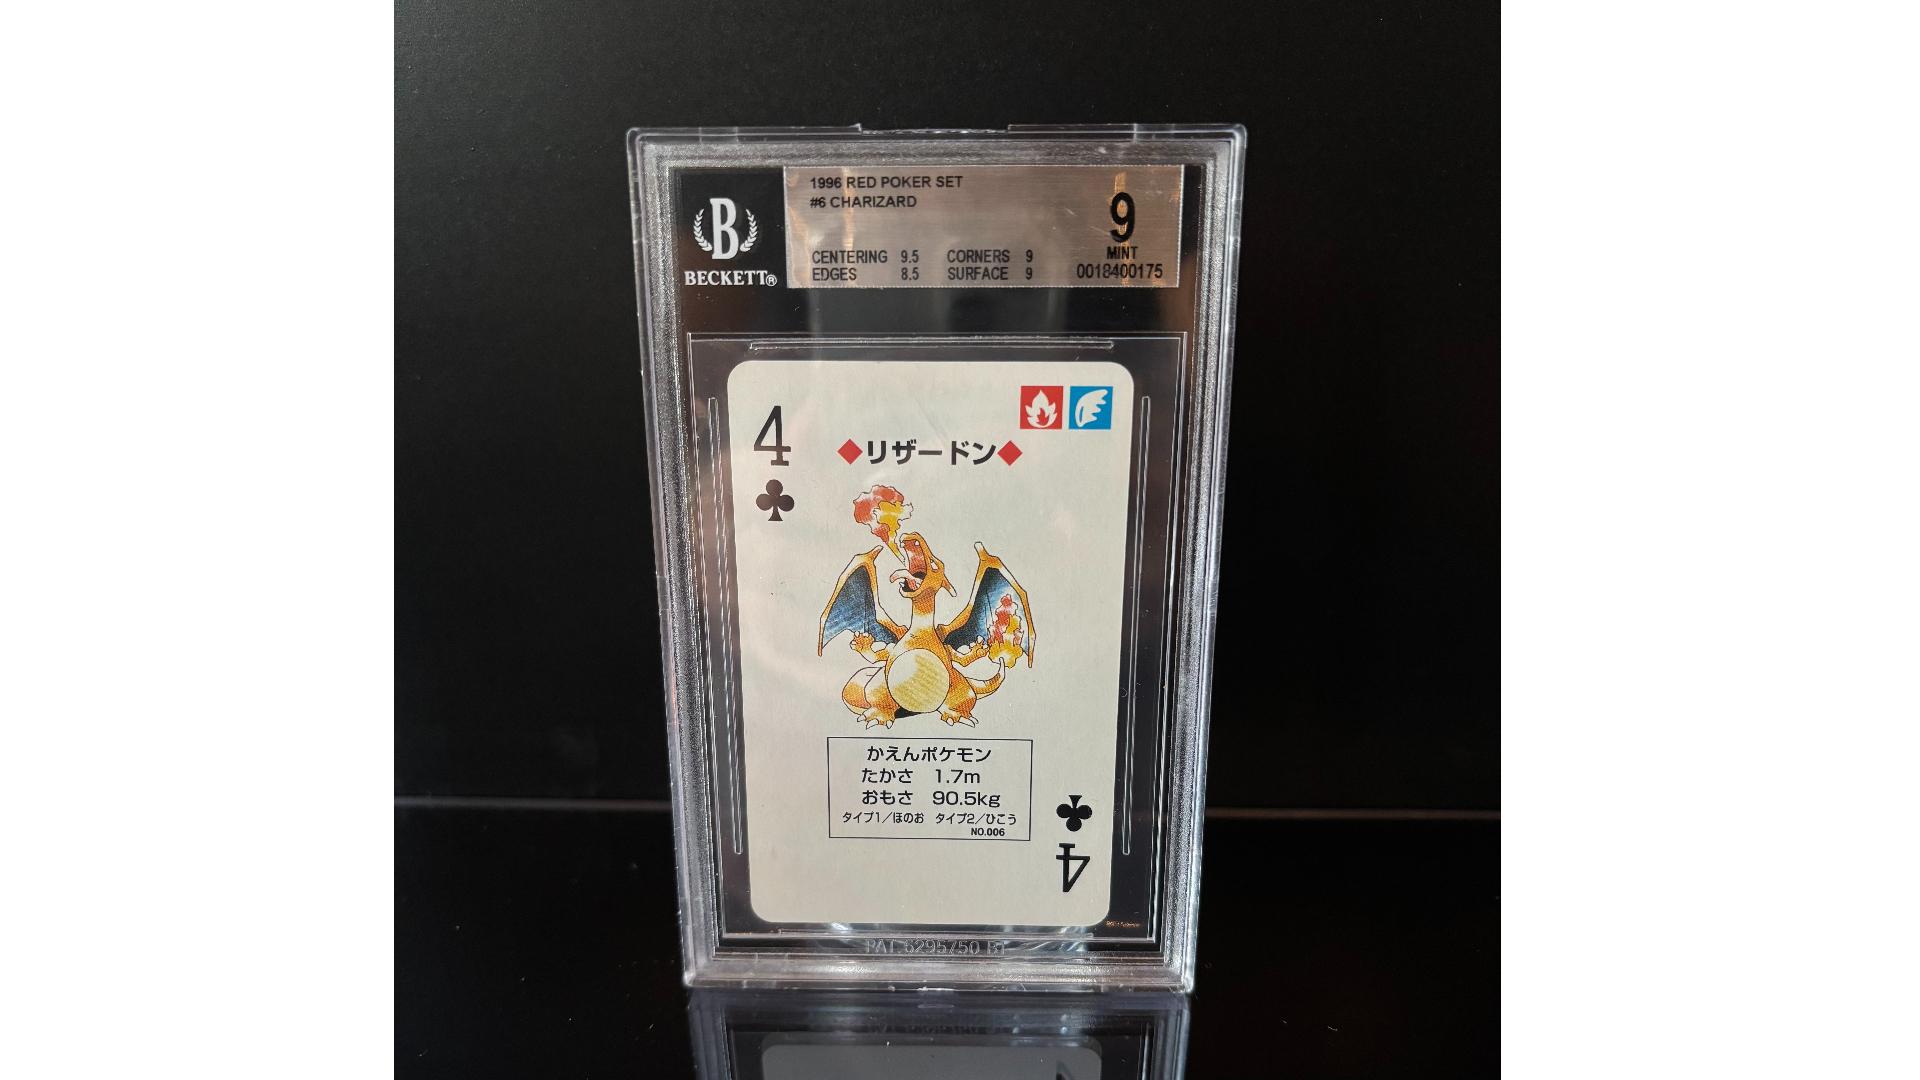 1996 RED POKER SET
#6 CHARIZARD
9
MINT
0018400175
CENTERING 9.5 CORNERS 9
EDGES 8.5 SURFACE 9
B
BECKETT®
4
◆リザードン◆
かえんポケモン
たかさ 1.7m
おもさ 90.5kg
タイプ1/ほのお タイプ2/ひこう
NO.006
4